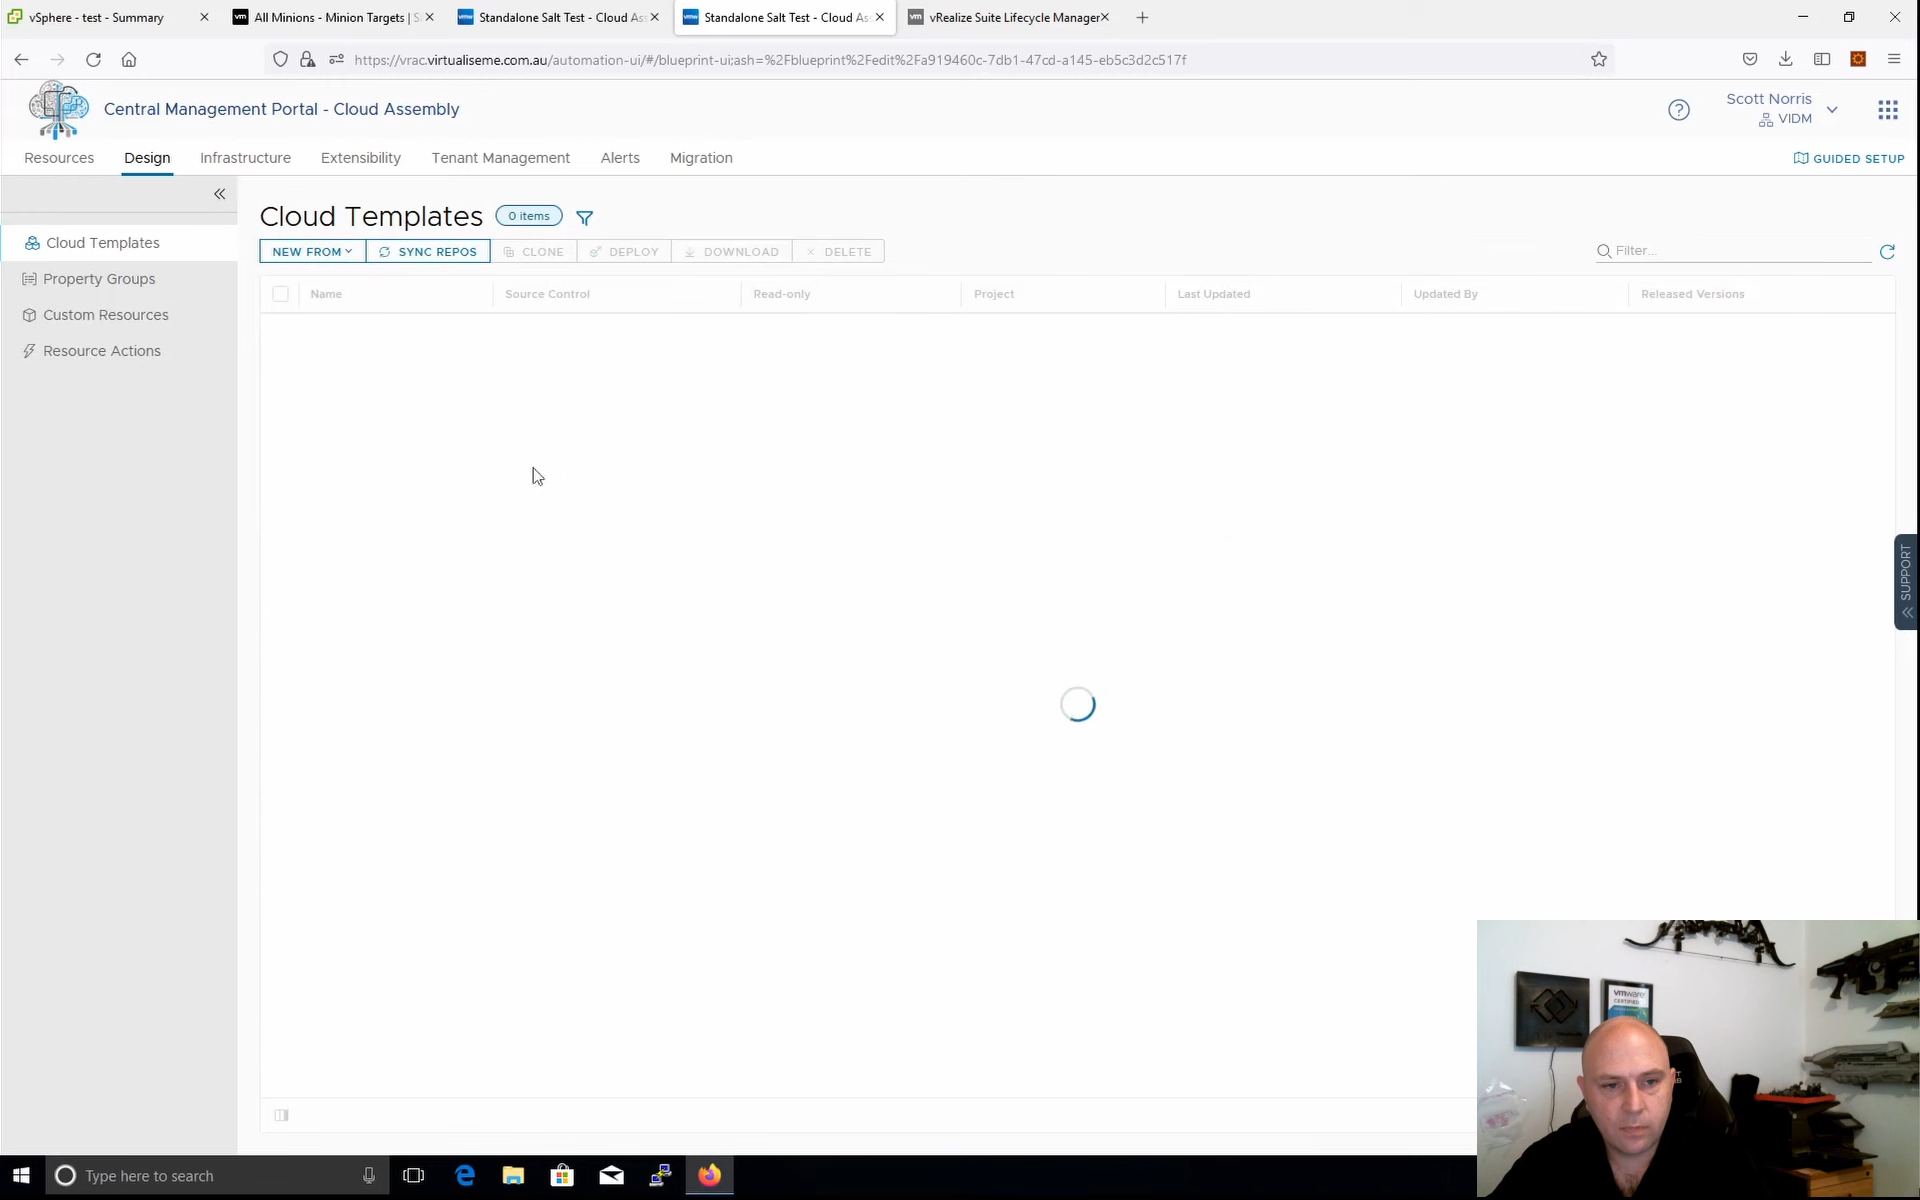 vSphere - test - Summary
All Minions - Minion Targets | S
Standalone Salt Test - Cloud As
Standalone Salt Test - Cloud As
vRealize Suite Lifecycle Manager
https://vrac.virtualiseme.com.au/automation-ui/#/blueprint-ui;ash=%2Fblueprint%2Fedit%2Fa919460c-7db1-47cd-a145-eb5c3d2c517f
Central Management Portal - Cloud Assembly
Scott Norris
VIDM
Resources Design Infrastructure Extensibility Tenant Management Alerts Migration
GUIDED SETUP
Cloud Templates
Property Groups
Custom Resources
Resource Actions
Cloud Templates 0 items
NEW FROM SYNC REPOS CLONE DEPLOY DOWNLOAD DELETE
Filter...
Name Source Control Read-only Project Last Updated Updated By Released Versions
SUPPORT
vmware
CERTIFIED
Type here to search